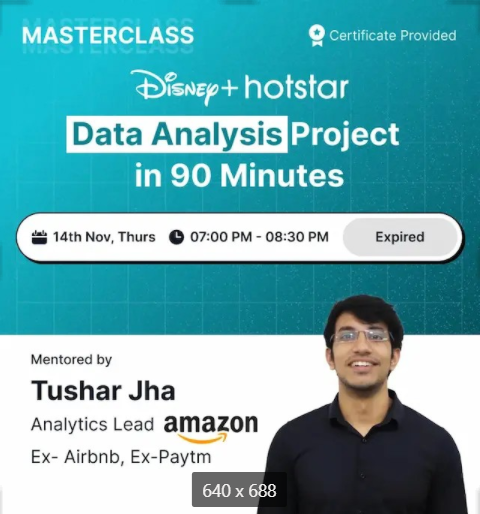 MASTERCLASS
Certificate Provided
Disney+ hotstar
Data Analysis Project
in 90 Minutes
14th Nov, Thurs 07:00 PM - 08:30 PM Expired
Mentored by
Tushar Jha
Analytics Lead amazon
Ex- Airbnb, Ex-Paytm
640 x 688